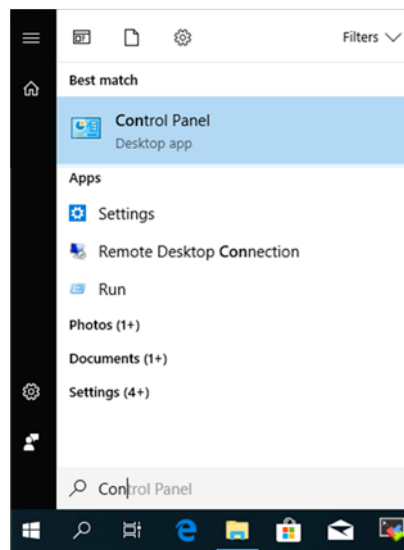 Filters
Best match
Control Panel
Desktop app
Apps
Settings
Remote Desktop Connection
Run
Photos (1+)
Documents (1+)
Settings (4+)
Control Panel